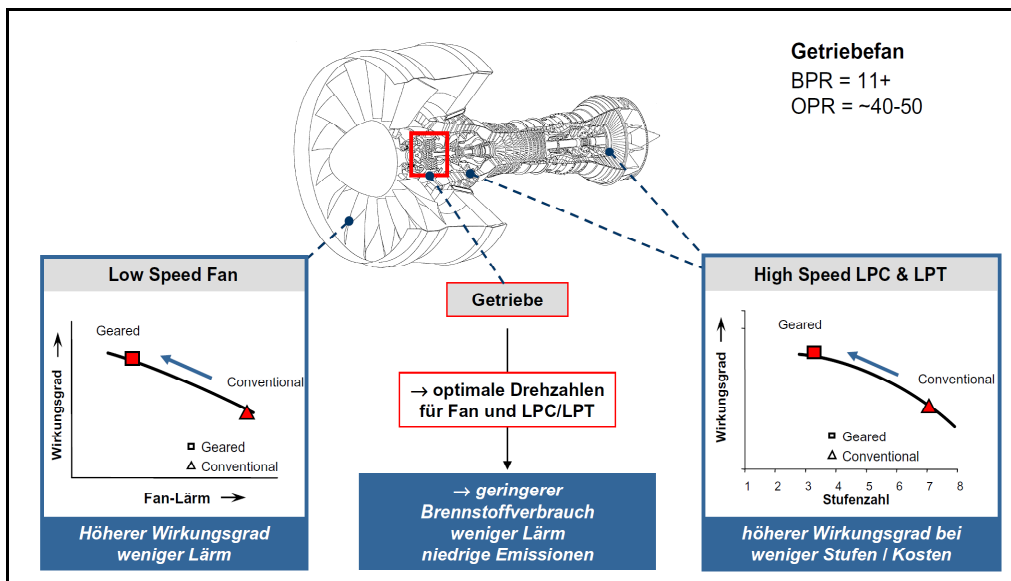 Getriebefan
BPR = 11+
OPR = ~40-50
Low Speed Fan
Wirkungsgrad
Geared
Conventional
Geared
Conventional
Fan-Lärm
Höherer Wirkungsgrad
weniger Lärm
Getriebe
→ optimale Drehzahlen
für Fan und LPC/LPT
→ geringerer
Brennstoffverbrauch
weniger Lärm
niedrige Emissionen
High Speed LPC & LPT
Wirkungsgrad
Geared
Conventional
Geared
Conventional
1 2 3 4 5 6 7 8
Stufenzahl
höherer Wirkungsgrad bei
weniger Stufen / Kosten